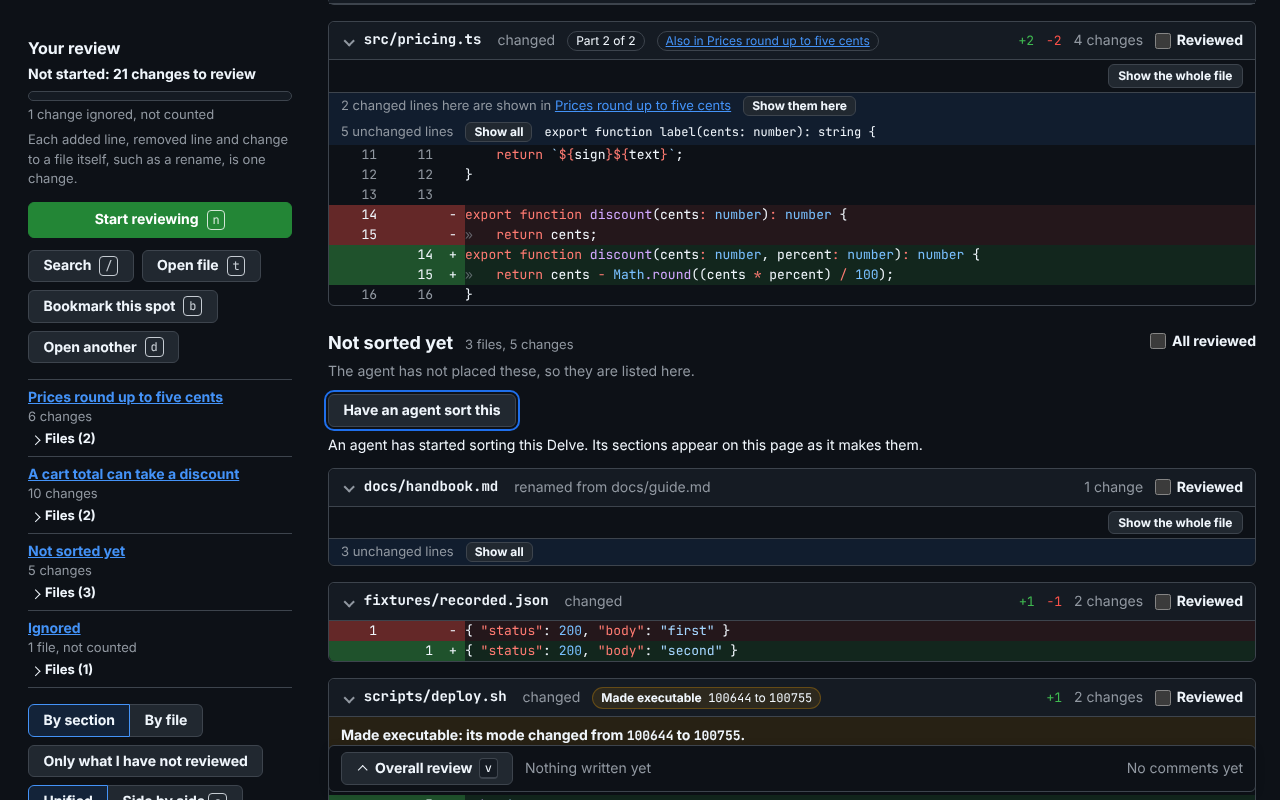 Your review
Not started: 21 changes to review
1 change ignored, not counted
Each added line, removed line and change
to a file itself, such as a rename, is one
change.
Start reviewing n
Search / Open file t
Bookmark this spot b
Open another d
Prices round up to five cents
6 changes
Files (2)
A cart total can take a discount
10 changes
Files (2)
Not sorted yet
5 changes
Files (3)
Ignored
1 file, not counted
Files (1)
By section By file
Only what I have not reviewed
Unified Side by side
src/pricing.ts changed Part 2 of 2 Also in Prices round up to five cents +2 -2 4 changes Reviewed
Show the whole file
2 changed lines here are shown in Prices round up to five cents Show them here
5 unchanged lines Show all export function label(cents: number): string {
11 11 return `${sign}${text}`;
12 12 }
13 13
14 - export function discount(cents: number): number {
15 - » return cents;
14 + export function discount(cents: number, percent: number): number {
15 + » return cents - Math.round((cents * percent) / 100);
16 16 }
Not sorted yet 3 files, 5 changes All reviewed
The agent has not placed these, so they are listed here.
Have an agent sort this
An agent has started sorting this Delve. Its sections appear on this page as it makes them.
docs/handbook.md renamed from docs/guide.md 1 change Reviewed
Show the whole file
3 unchanged lines Show all
fixtures/recorded.json changed +1 -1 2 changes Reviewed
1 - { "status": 200, "body": "first" }
1 + { "status": 200, "body": "second" }
scripts/deploy.sh changed Made executable 100644 to 100755 +1 2 changes Reviewed
Made executable: its mode changed from 100644 to 100755.
Overall review v Nothing written yet No comments yet